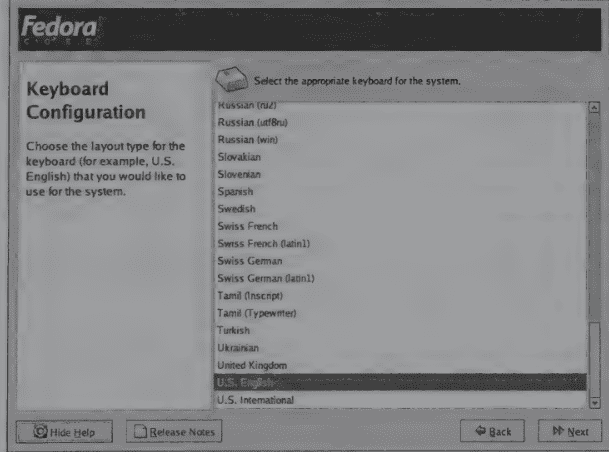 Fedora
CORE
Keyboard
Configuration
Choose the layout type for the
keyboard (for example, U.S.
English) that you would like to
use for the system.
Select the appropriate keyboard for the system.
Russian (ru2)
Russian (utf8ru)
Russian (win)
Slovakian
Slovenian
Spanish
Swedish
Swiss French
Swiss French (latin1)
Swiss German
Swiss German (latin1)
Tamil (Inscript)
Tamil (Typewriter)
Turkish
Ukrainian
United Kingdom
U.S. English
U.S. International
Hide Help
Release Notes
Back
Next